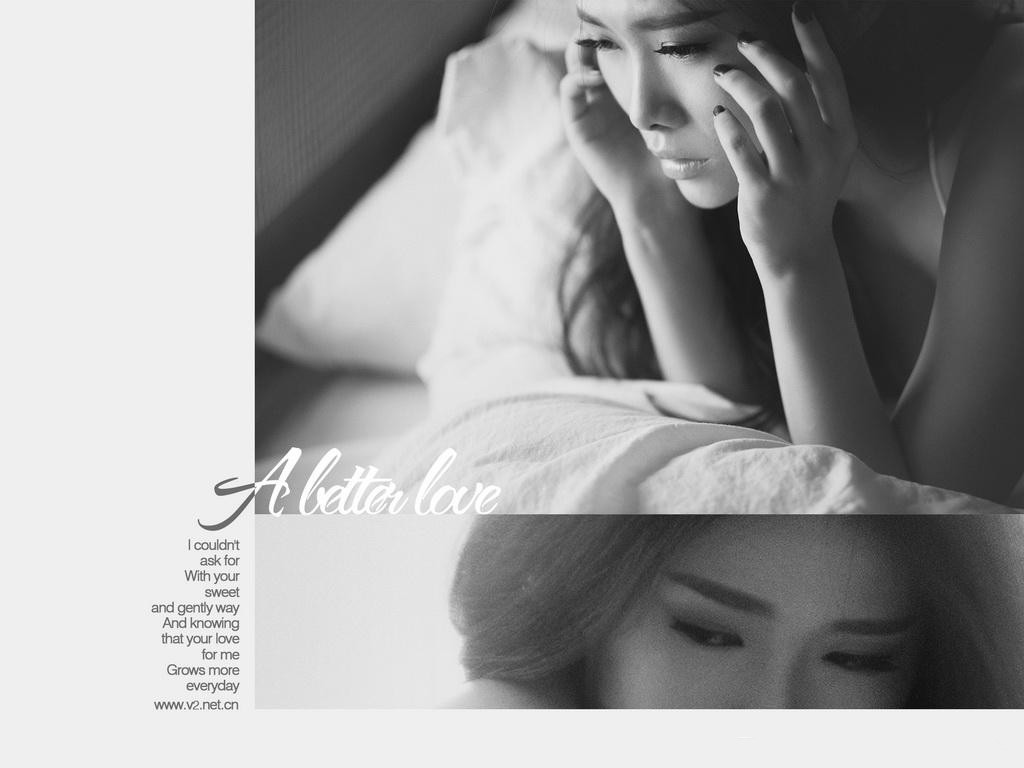 A better love
I couldn't
ask for
With your
sweet
and gently way
And knowing
that your love
for me
Grows more
everyday
www.v2.net.cn